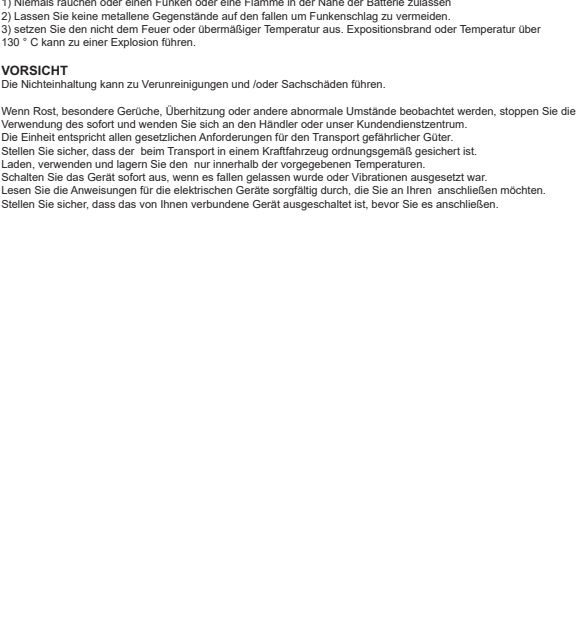 1) Niemals rauchen oder einen Funken oder eine Flamme in der Nähe der Batterie zulassen
2) Lassen Sie keine metallene Gegenstände auf den fallen um Funkenschlag zu vermeiden.
3) setzen Sie den nicht dem Feuer oder übermäßiger Temperatur aus. Expositionsbrand oder Temperatur über
130 ° C kann zu einer Explosion führen.
VORSICHT
Die Nichteinhaltung kann zu Verunreinigungen und /oder Sachschäden führen.
Wenn Rost, besondere Gerüche, Überhitzung oder andere abnormale Umstände beobachtet werden, stoppen Sie die
Verwendung des sofort und wenden Sie sich an den Händler oder unser Kundendienstzentrum.
Die Einheit entspricht allen gesetzlichen Anforderungen für den Transport gefährlicher Güter.
Stellen Sie sicher, dass der  beim Transport in einem Kraftfahrzeug ordnungsgemäß gesichert ist.
Laden, verwenden und lagern Sie den  nur innerhalb der vorgegebenen Temperaturen.
Schalten Sie das Gerät sofort aus, wenn es fallen gelassen wurde oder Vibrationen ausgesetzt war.
Lesen Sie die Anweisungen für die elektrischen Geräte sorgfältig durch, die Sie an Ihren  anschließen möchten.
Stellen Sie sicher, dass das von Ihnen verbundene Gerät ausgeschaltet ist, bevor Sie es anschließen.